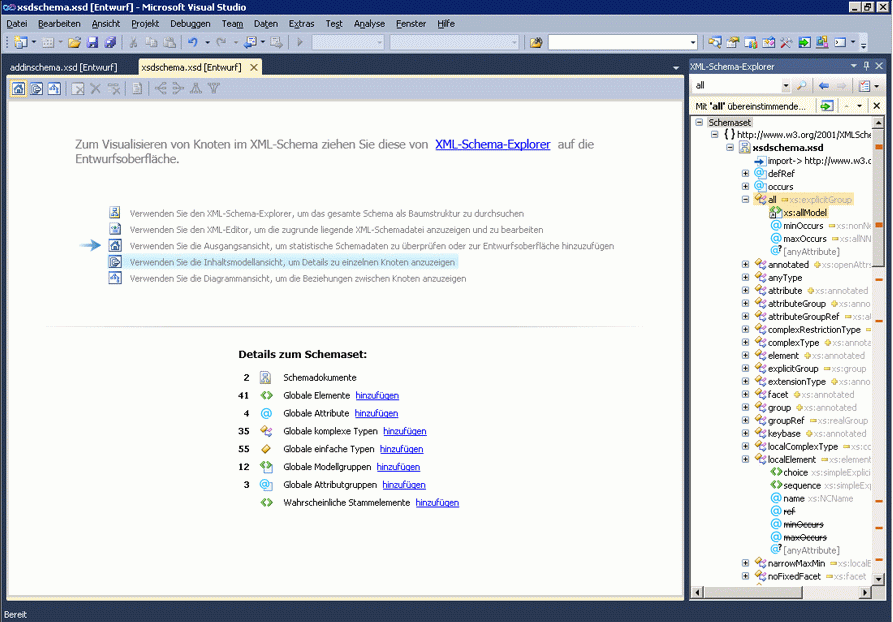 xsdschema.xsd [Entwurf] - Microsoft Visual Studio
Datei Bearbeiten Ansicht Projekt Debuggen Team Daten Extras Test Analyse Fenster Hilfe
addinschema.xsd [Entwurf] xsdschema.xsd [Entwurf]
Zum Visualisieren von Knoten im XML-Schema ziehen Sie diese von XML-Schema-Explorer auf die
Entwurfsoberfläche.
Verwenden Sie den XML-Schema-Explorer, um das gesamte Schema als Baumstruktur zu durchsuchen
Verwenden Sie den XML-Editor, um die zugrunde liegende XML-Schemadatei anzuzeigen und zu bearbeiten
Verwenden Sie die Ausgangsansicht, um statistische Schemadaten zu überprüfen oder zur Entwurfsoberfläche hinzuzufügen
Verwenden Sie die Inhaltsmodellansicht, um Details zu einzelnen Knoten anzuzeigen
Verwenden Sie die Diagrammansicht, um die Beziehungen zwischen Knoten anzuzeigen
Details zum Schemaset:
2 Schemadokumente
41 Globale Elemente hinzufügen
4 Globale Attribute hinzufügen
35 Globale komplexe Typen hinzufügen
55 Globale einfache Typen hinzufügen
12 Globale Modellgruppen hinzufügen
3 Globale Attributgruppen hinzufügen
Wahrscheinliche Stammelemente hinzufügen
XML-Schema-Explorer
all
Mit 'all' übereinstimmende...
Schemaset
{ } http://www.w3.org/2001/XMLSche
xsdschema.xsd
import-> http://www.w3.c
defRef
occurs
all xs:explicitGroup
xs:allModel
minOccurs xs:nonNe
maxOccurs xs:allNN
[anyAttribute]
annotated xs:openAttr
anyType
attribute xs:annotated
attributeGroup xs:anno
attributeGroupRef xs:a
complexRestrictionType
complexType xs:annota
element xs:annotated
explicitGroup xs:group
extensionType xs:anno
facet xs:annotated
group xs:annotated
groupRef xs:realGroup
keybase xs:annotated
localComplexType xs:co
localElement xs:element
choice xs:simpleExplici
sequence xs:simpleExp
name xs:NCName
ref
minOccurs
maxOccurs
[anyAttribute]
narrowMaxMin xs:localE
noFixedFacet xs:facet
Bereit